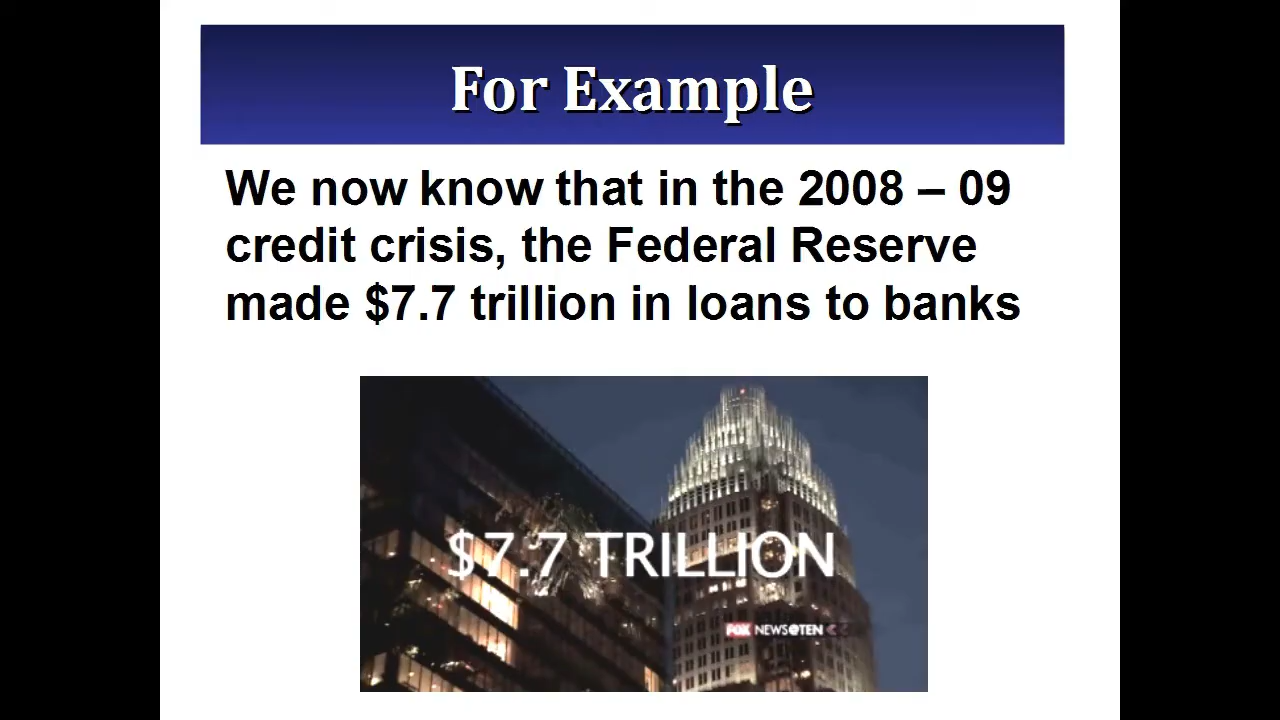 For Example
We now know that in the 2008 – 09
credit crisis, the Federal Reserve
made $7.7 trillion in loans to banks
$7.7 TRILLION
FOX NEWS@TEN